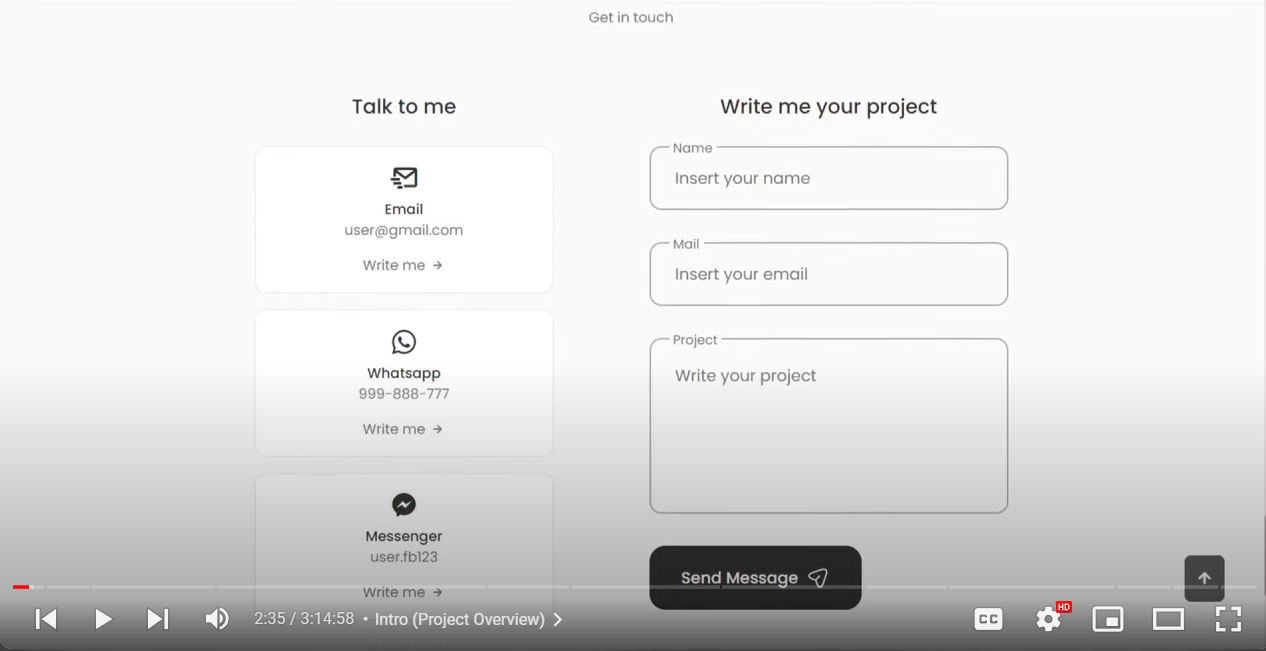 Get in touch
Talk to me
Email
user@gmail.com
Write me →
Whatsapp
999-888-777
Write me →
Messenger
user.fb123
Write me →
Write me your project
Name
Insert your name
Mail
Insert your email
Project
Write your project
Send Message
2:35 / 3:14:58 • Intro (Project Overview)
CC
HD